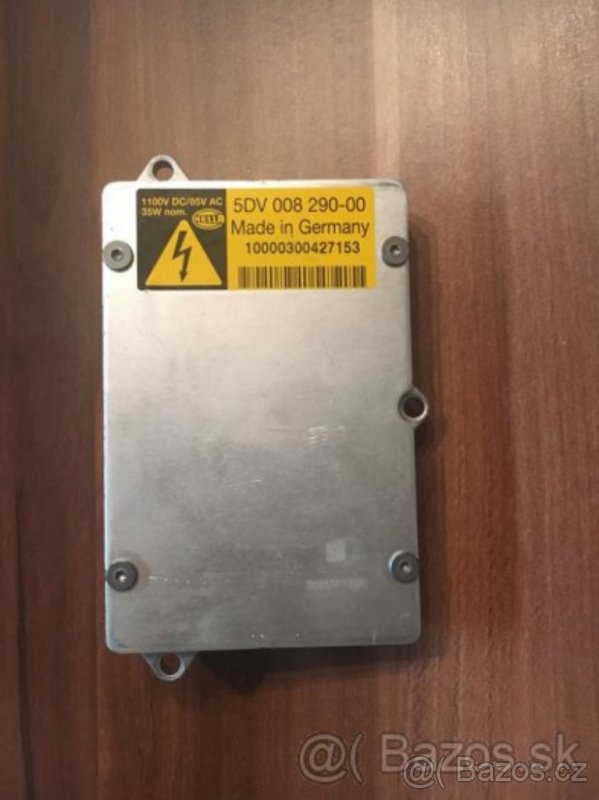 1100V DC/85V AC
35W nom.
HELLA
5DV 008 290-00
Made in Germany
10000300427153
@( Bazos.sk
@( Bazos.cz